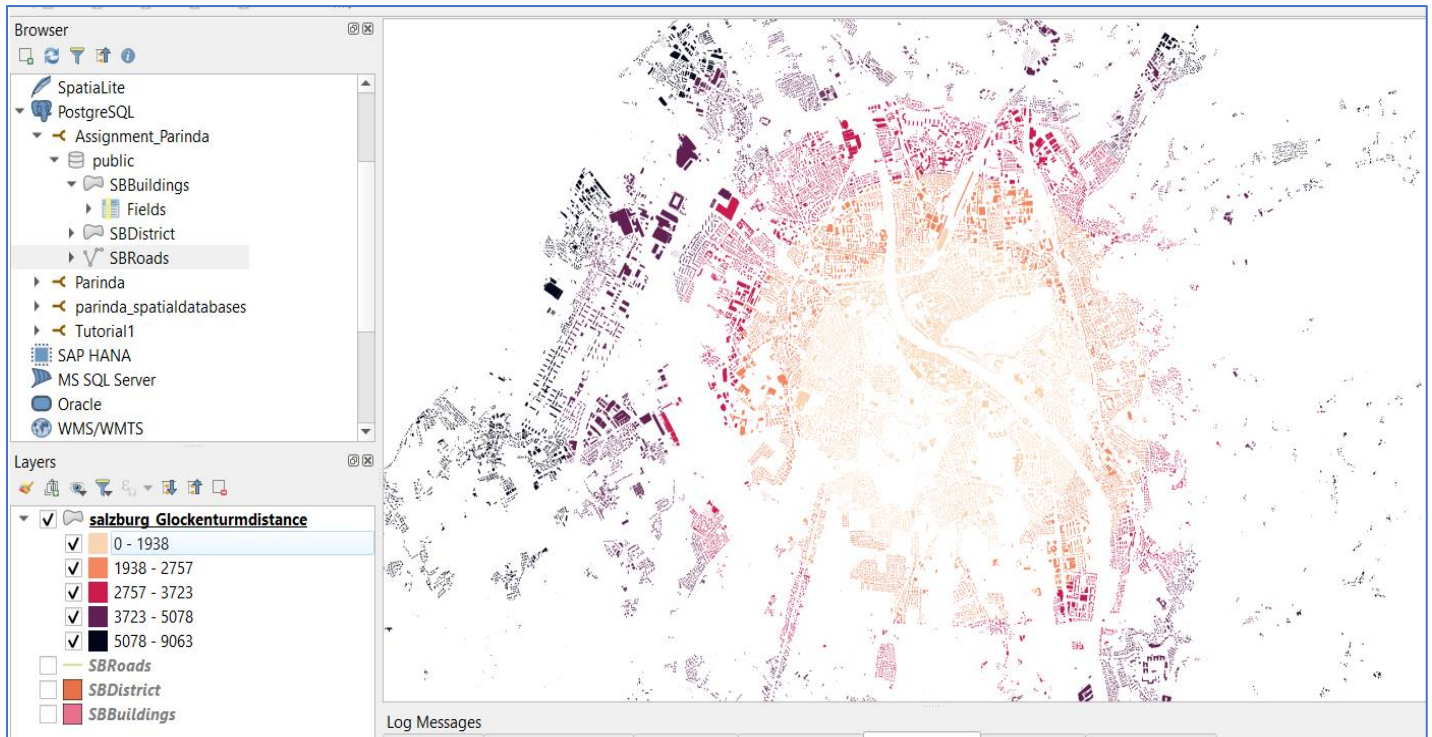 Browser
SpatiaLite
PostgreSQL
Assignment_Parinda
public
SBBuildings
Fields
SBDistrict
SBRoads
Parinda
parinda_spatialdatabases
Tutorial1
SAP HANA
MS SQL Server
Oracle
WMS/WMTS
Layers
salzburg_Glockenturmdistance
0 - 1938
1938 - 2757
2757 - 3723
3723 - 5078
5078 - 9063
SBRoads
SBDistrict
SBBuildings
Log Messages